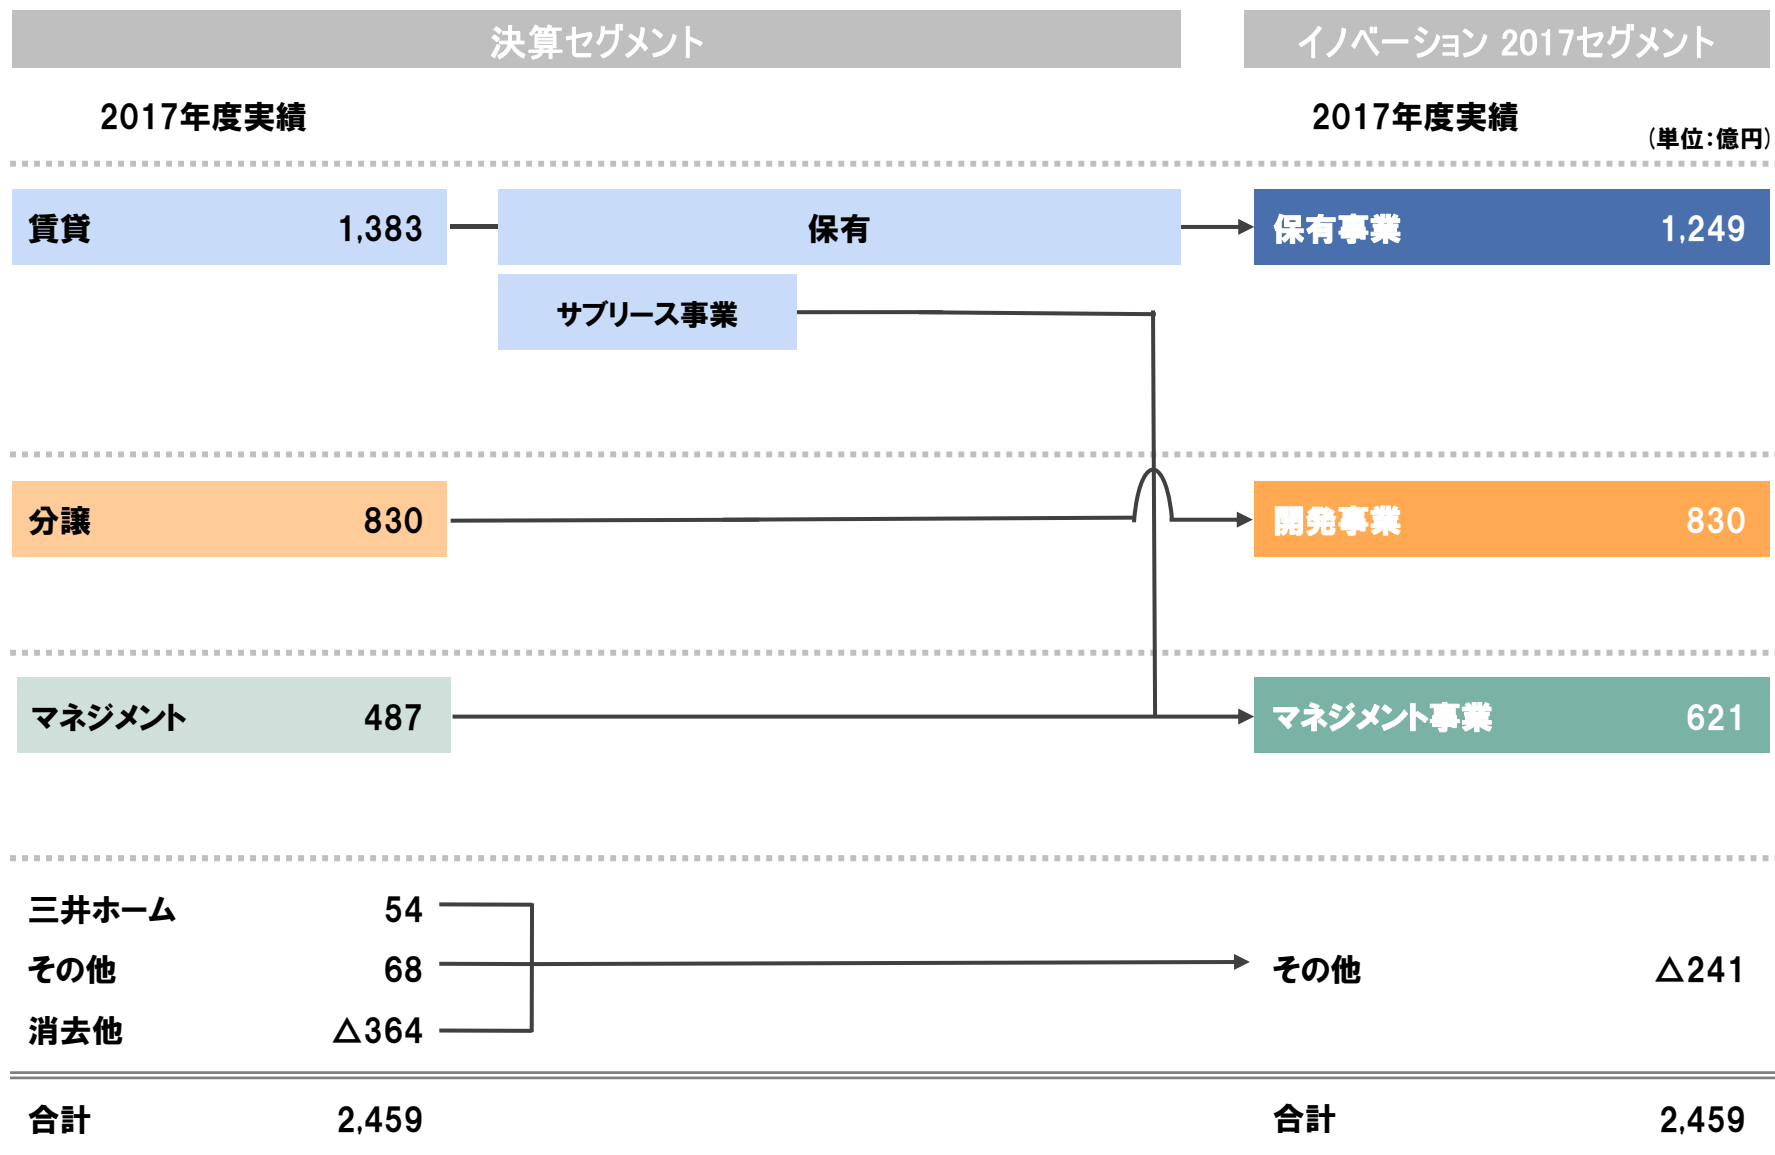 決算セグメント
イノベーション 2017セグメント
2017年度実績
2017年度実績
(単位:億円)
賃貸 1,383
保有
保有事業 1,249
サブリース事業
分譲 830
開発事業 830
マネジメント 487
マネジメント事業 621
三井ホーム 54
その他 68
その他 △241
消去他 △364
合計 2,459
合計 2,459